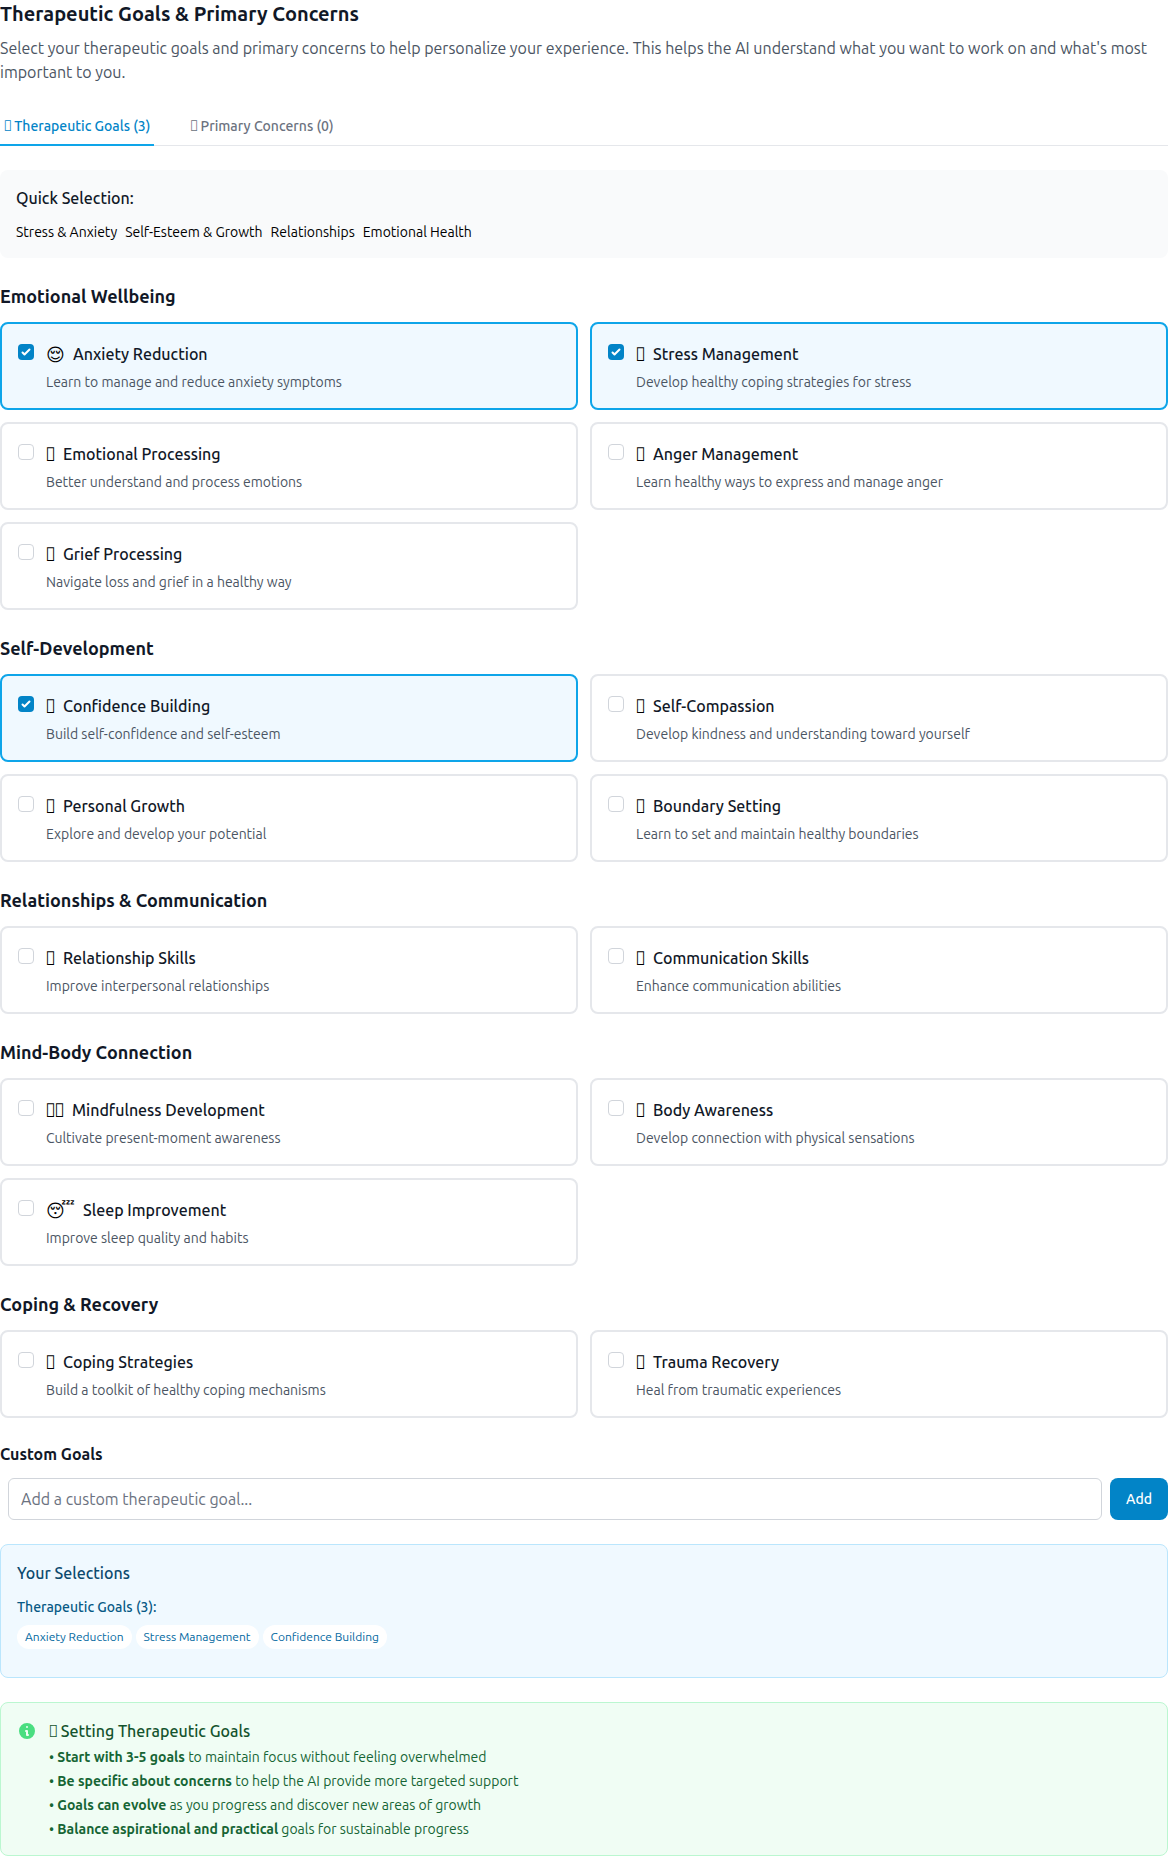 Therapeutic Goals & Primary Concerns
Select your therapeutic goals and primary concerns to help personalize your experience. This helps the AI understand what you want to work on and what's most
important to you.
Therapeutic Goals (3)
Primary Concerns (0)
Quick Selection:
Stress & Anxiety Self-Esteem & Growth Relationships Emotional Health
Emotional Wellbeing
😌 Anxiety Reduction
Learn to manage and reduce anxiety symptoms
Stress Management
Develop healthy coping strategies for stress
Emotional Processing
Better understand and process emotions
Anger Management
Learn healthy ways to express and manage anger
Grief Processing
Navigate loss and grief in a healthy way
Self-Development
Confidence Building
Build self-confidence and self-esteem
Self-Compassion
Develop kindness and understanding toward yourself
Personal Growth
Explore and develop your potential
Boundary Setting
Learn to set and maintain healthy boundaries
Relationships & Communication
Relationship Skills
Improve interpersonal relationships
Communication Skills
Enhance communication abilities
Mind-Body Connection
Mindfulness Development
Cultivate present-moment awareness
Body Awareness
Develop connection with physical sensations
😴 Sleep Improvement
Improve sleep quality and habits
Coping & Recovery
Coping Strategies
Build a toolkit of healthy coping mechanisms
Trauma Recovery
Heal from traumatic experiences
Custom Goals
Add a custom therapeutic goal...
Add
Your Selections
Therapeutic Goals (3):
Anxiety Reduction Stress Management Confidence Building
Setting Therapeutic Goals
• Start with 3-5 goals to maintain focus without feeling overwhelmed
• Be specific about concerns to help the AI provide more targeted support
• Goals can evolve as you progress and discover new areas of growth
• Balance aspirational and practical goals for sustainable progress